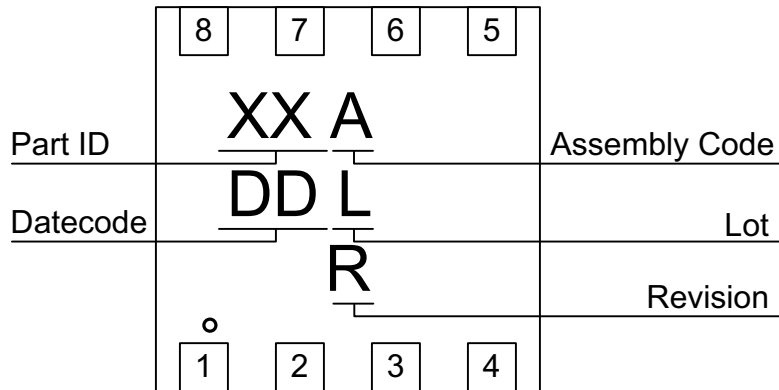 8 7 6 5
XX A
Part ID Assembly Code
DD L
Datecode Lot
R
Revision
1 2 3 4